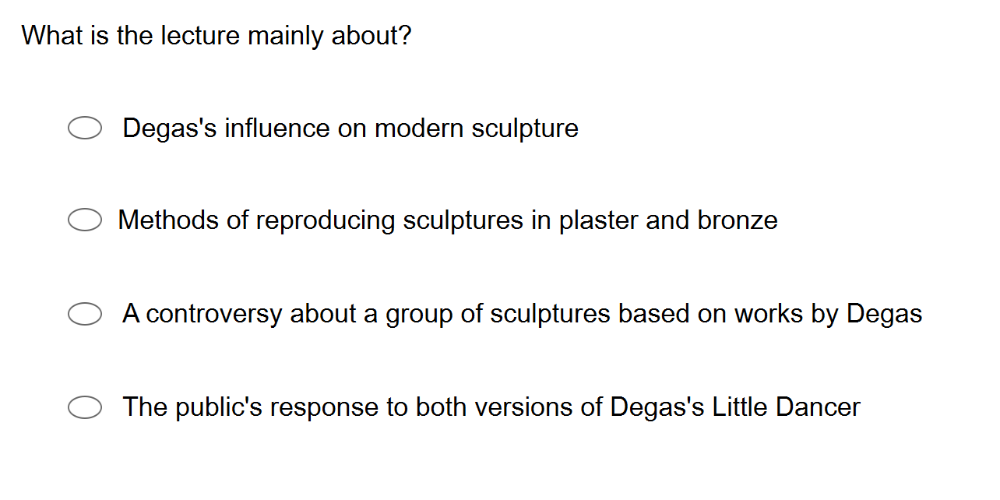 What is the lecture mainly about?
Degas's influence on modern sculpture
Methods of reproducing sculptures in plaster and bronze
A controversy about a group of sculptures based on works by Degas
The public's response to both versions of Degas's Little Dancer